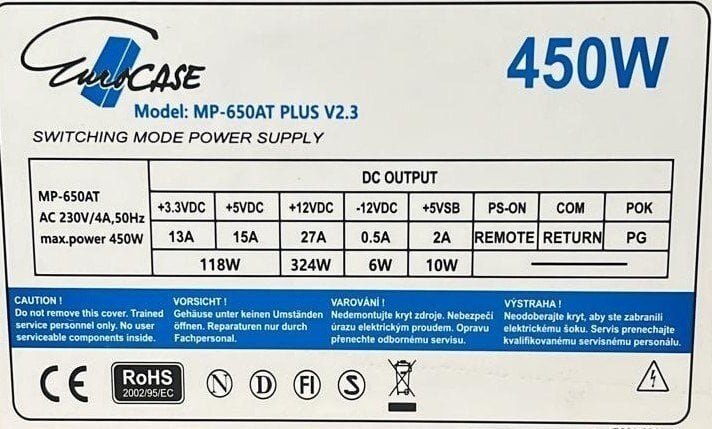 EuroCASE
450W
Model: MP-650AT PLUS V2.3
SWITCHING MODE POWER SUPPLY
MP-650AT
AC 230V/4A,50Hz
max.power 450W
DC OUTPUT
+3.3VDC +5VDC +12VDC -12VDC +5VSB PS-ON COM POK
13A 15A 27A 0.5A 2A REMOTE RETURN PG
118W 324W 6W 10W
CAUTION !
Do not remove this cover. Trained
service personnel only. No user
serviceable components inside.
VORSICHT !
Gehäuse unter keinen Umständen
öffnen. Reparaturen nur durch
Fachpersonal.
VAROVÁNÍ !
Nedemontujte kryt zdroje. Nebezpečí
úrazu elektrickým proudem. Opravu
přenechte odbornému servisu.
VÝSTRAHA !
Neodoberajte kryt, aby ste zabranili
elektrickému šoku. Servis prenechajte
kvalifikovanému servisnému personálu.
CE RoHS N D FI S
2002/95/EC